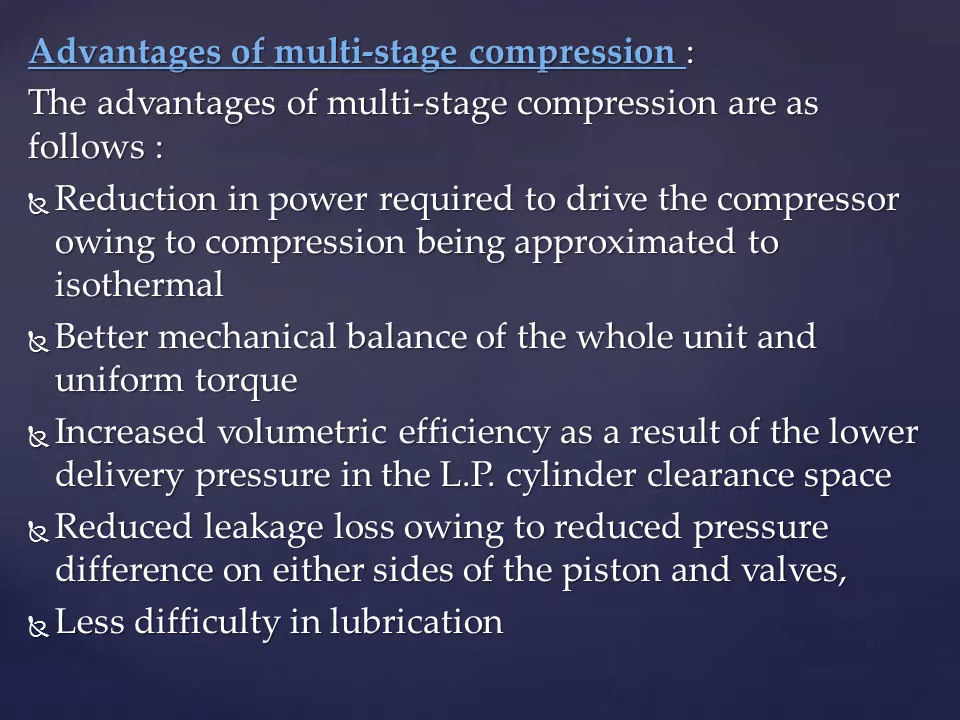 Advantages of multi-stage compression :
The advantages of multi-stage compression are as
follows :
Reduction in power required to drive the compressor
owing to compression being approximated to
isothermal
Better mechanical balance of the whole unit and
uniform torque
Increased volumetric efficiency as a result of the lower
delivery pressure in the L.P. cylinder clearance space
Reduced leakage loss owing to reduced pressure
difference on either sides of the piston and valves,
Less difficulty in lubrication